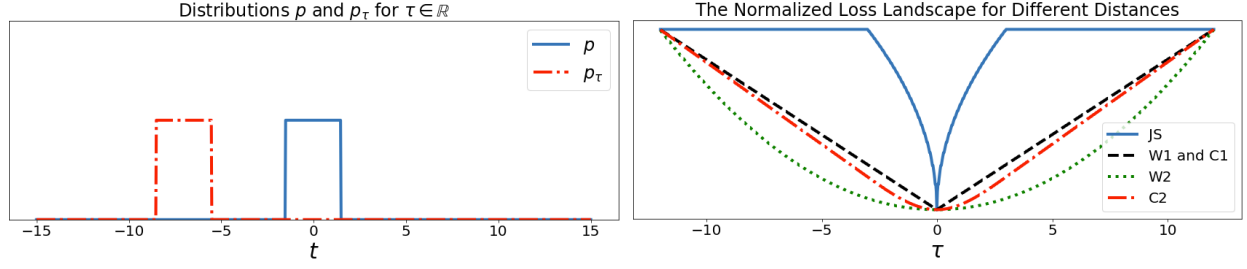 Distributions p and p_τ for τ ∈ ℝ
p
p_τ
−15 −10 −5 0 5 10 15
t
The Normalized Loss Landscape for Different Distances
JS
W1 and C1
W2
C2
−10 −5 0 5 10
τ